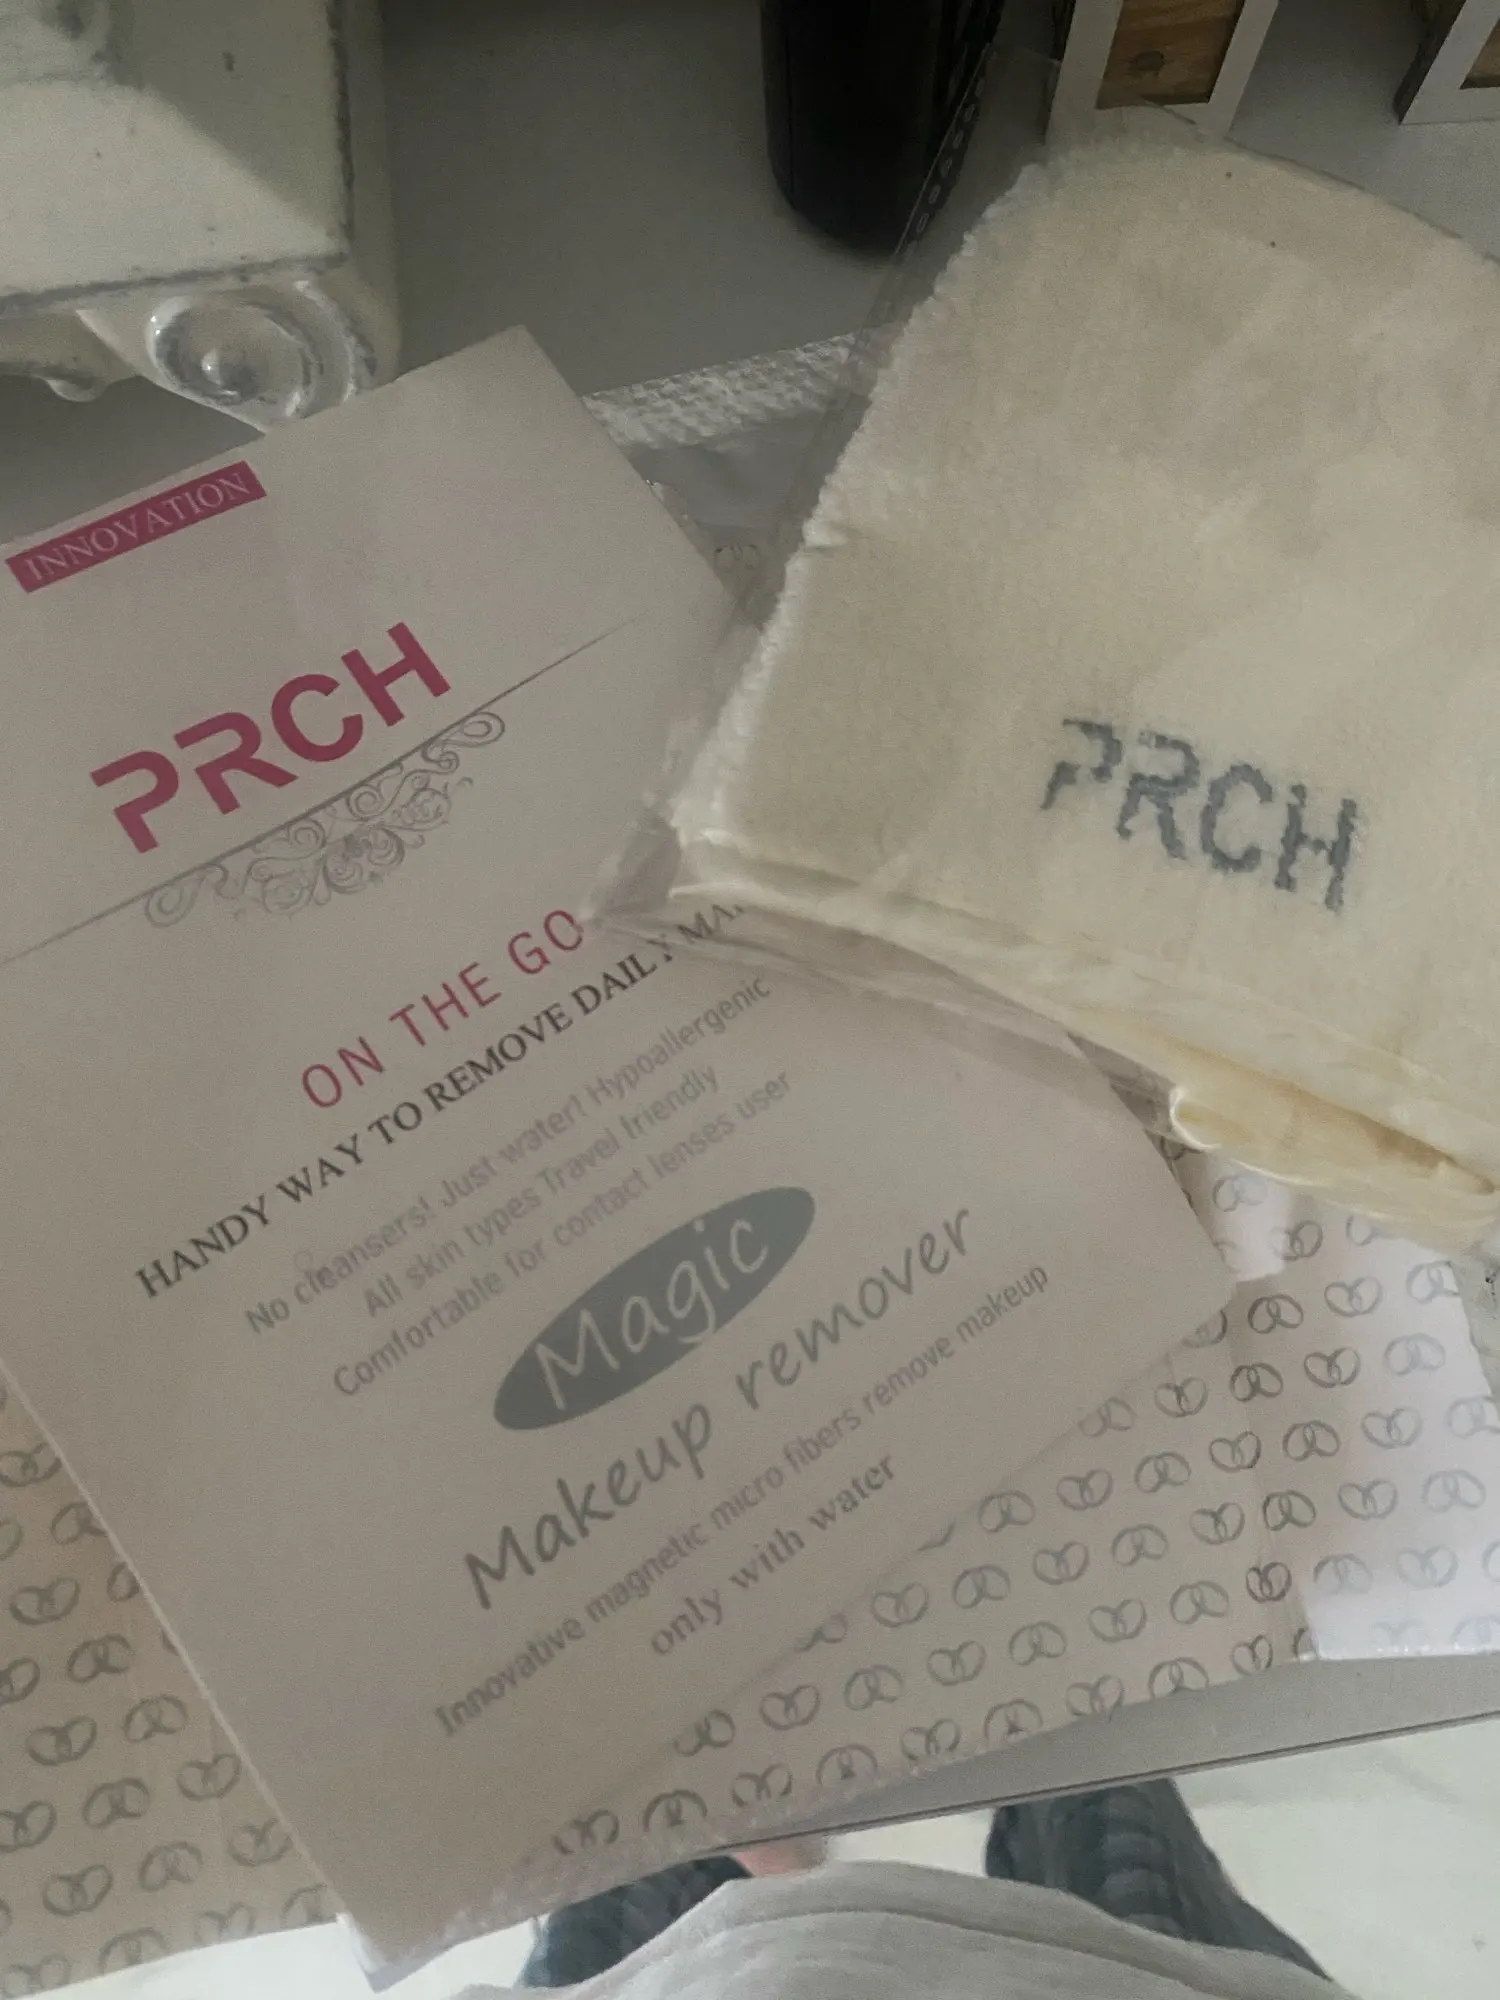 INNOVATION
PRCH
ON THE GO
HANDY WAY TO REMOVE DAILY
No cleansers! Just water! Hypoallergenic
All skin types Travel friendly
Comfortable for contact lenses user
Magic
Makeup remover
Innovative magnetic micro fibers remove makeup
only with water
PRCH